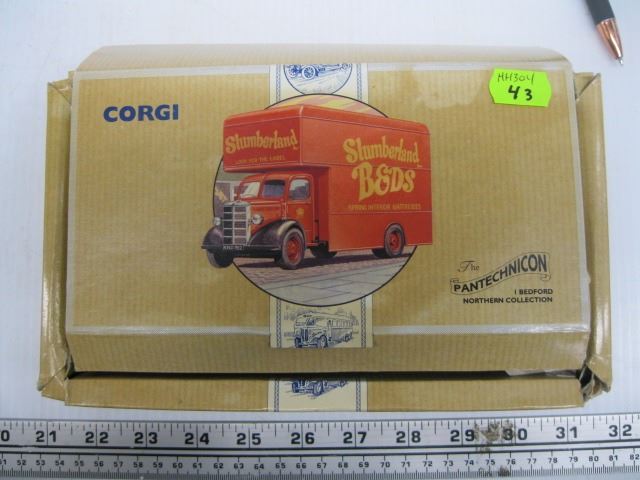 HH304
43
CORGI
Slumberland
LOOK FOR THE LABEL
Slumberland
BEDS
SPRING INTERIOR MATTRESSES
The
PANTECHNICON
1 BEDFORD
NORTHERN COLLECTION
21 22 23 24 25 26 27 28 29 30 31 32